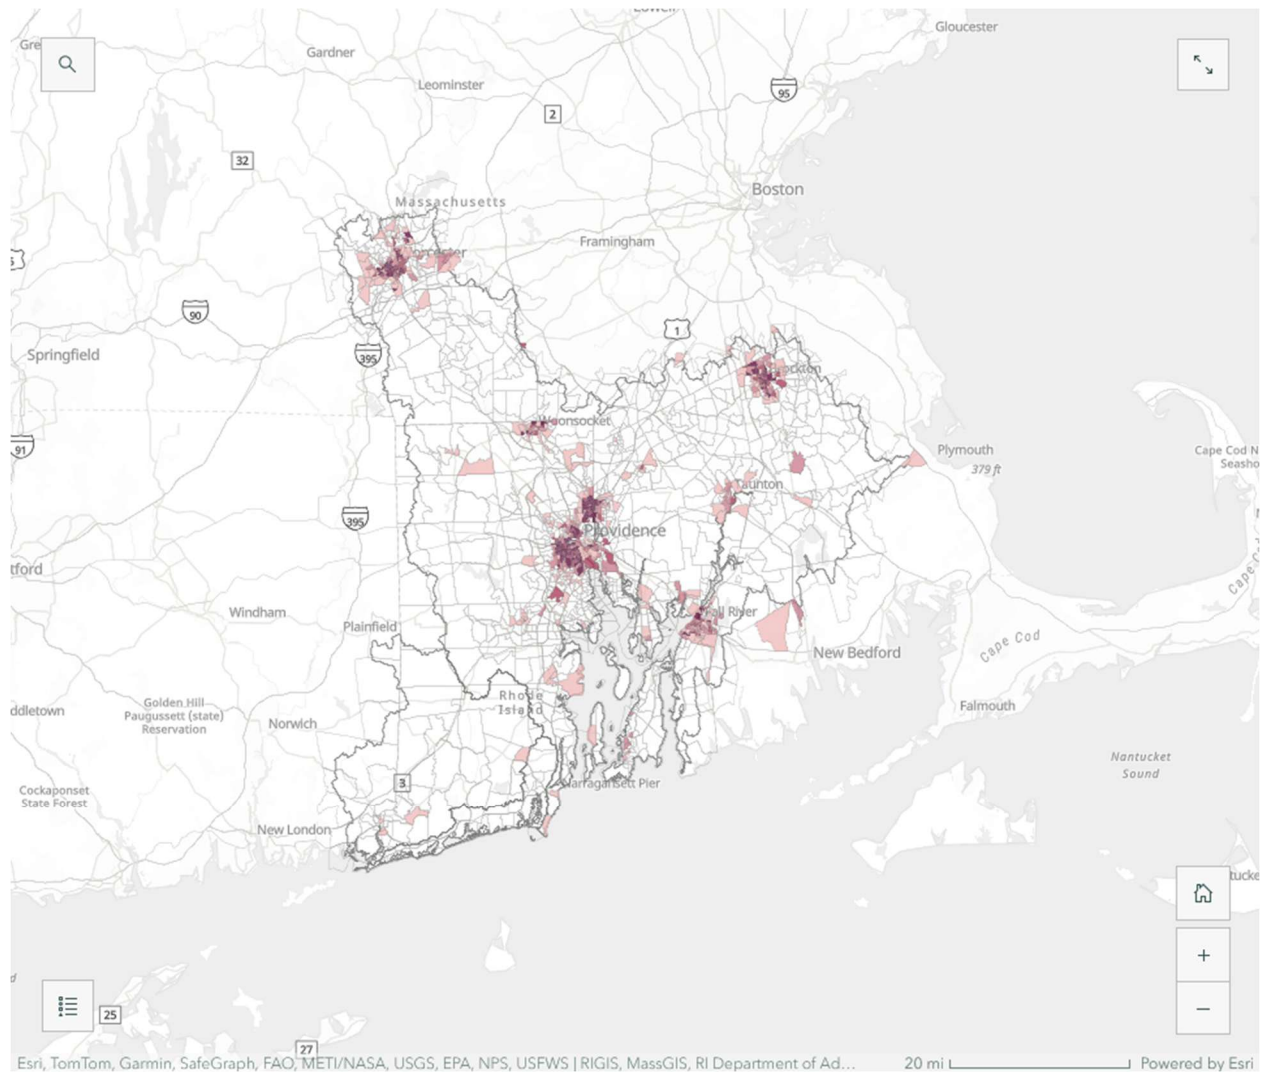 Gloucester
Gardner
Leominster
95
2
32
Boston
Massachusetts
Framingham
90
1
Springfield
395
Woonsocket
91
Plymouth
379 ft
Cape Cod N
Seasho
Taunton
395
Providence
tford
Windham
Fall River
Plainfield
Cape Cod
New Bedford
Rhode
Island
ddletown
Golden Hill
Paugussett (state)
Reservation
Norwich
Falmouth
Nantucket
Sound
3
Narragansett Pier
Cockaponset
State Forest
New London
25
27
Esri, TomTom, Garmin, SafeGraph, FAO, METI/NASA, USGS, EPA, NPS, USFWS | RIGIS, MassGIS, RI Department of Ad...
20 mi
Powered by Esri